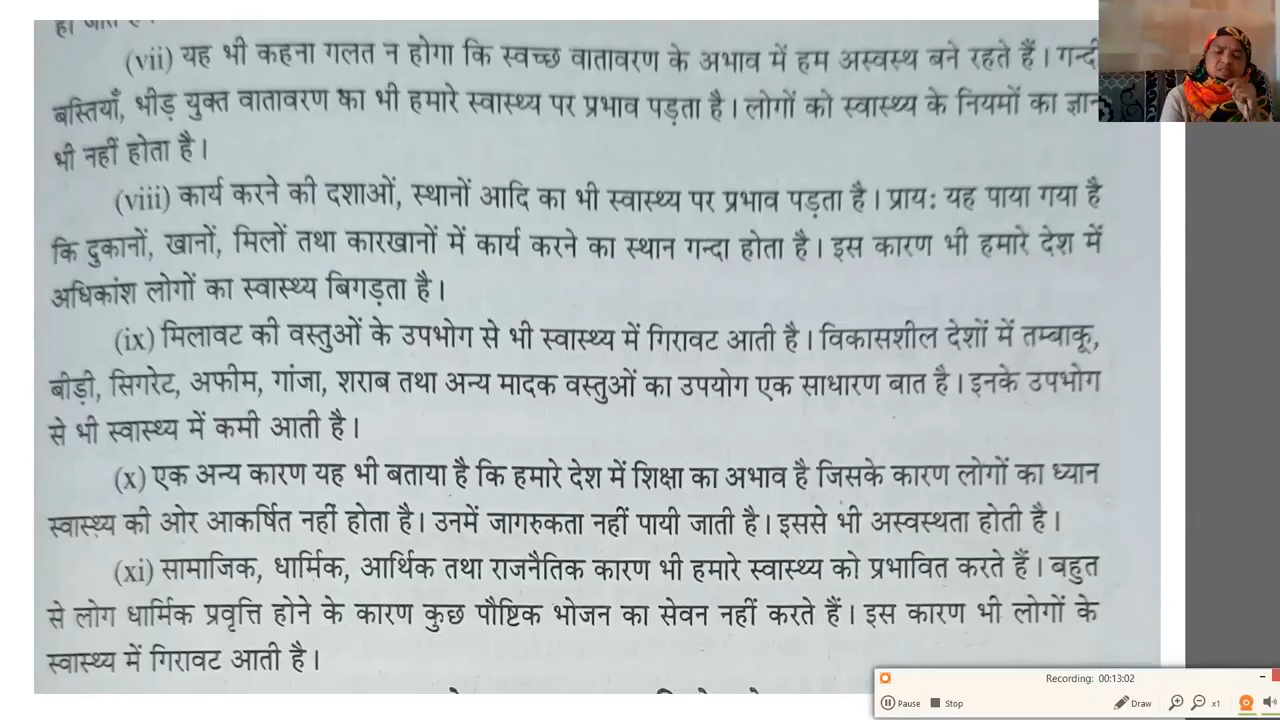 (vii) यह भी कहना गलत न होगा कि स्वच्छ वातावरण के अभाव में हम अस्वस्थ बने रहते हैं। गन्दी
बस्तियाँ, भीड़ युक्त वातावरण का भी हमारे स्वास्थ्य पर प्रभाव पड़ता है। लोगों को स्वास्थ्य के नियमों का ज्ञान
भी नहीं होता है।
(viii) कार्य करने की दशाओं, स्थानों आदि का भी स्वास्थ्य पर प्रभाव पड़ता है। प्राय: यह पाया गया है
कि दुकानों, खानों, मिलों तथा कारखानों में कार्य करने का स्थान गन्दा होता है। इस कारण भी हमारे देश में
अधिकांश लोगों का स्वास्थ्य बिगड़ता है।
(ix) मिलावट की वस्तुओं के उपभोग से भी स्वास्थ्य में गिरावट आती है। विकासशील देशों में तम्बाकू,
बीड़ी, सिगरेट, अफीम, गांजा, शराब तथा अन्य मादक वस्तुओं का उपयोग एक साधारण बात है। इनके उपभोग
से भी स्वास्थ्य में कमी आती है।
(x) एक अन्य कारण यह भी बताया है कि हमारे देश में शिक्षा का अभाव है जिसके कारण लोगों का ध्यान
स्वास्थ्य की ओर आकर्षित नहीं होता है। उनमें जागरुकता नहीं पायी जाती है। इससे भी अस्वस्थता होती है।
(xi) सामाजिक, धार्मिक, आर्थिक तथा राजनैतिक कारण भी हमारे स्वास्थ्य को प्रभावित करते हैं। बहुत
से लोग धार्मिक प्रवृत्ति होने के कारण कुछ पौष्टिक भोजन का सेवन नहीं करते हैं। इस कारण भी लोगों के
स्वास्थ्य में गिरावट आती है।
Recording: 00:13:02
Pause Stop Draw x1